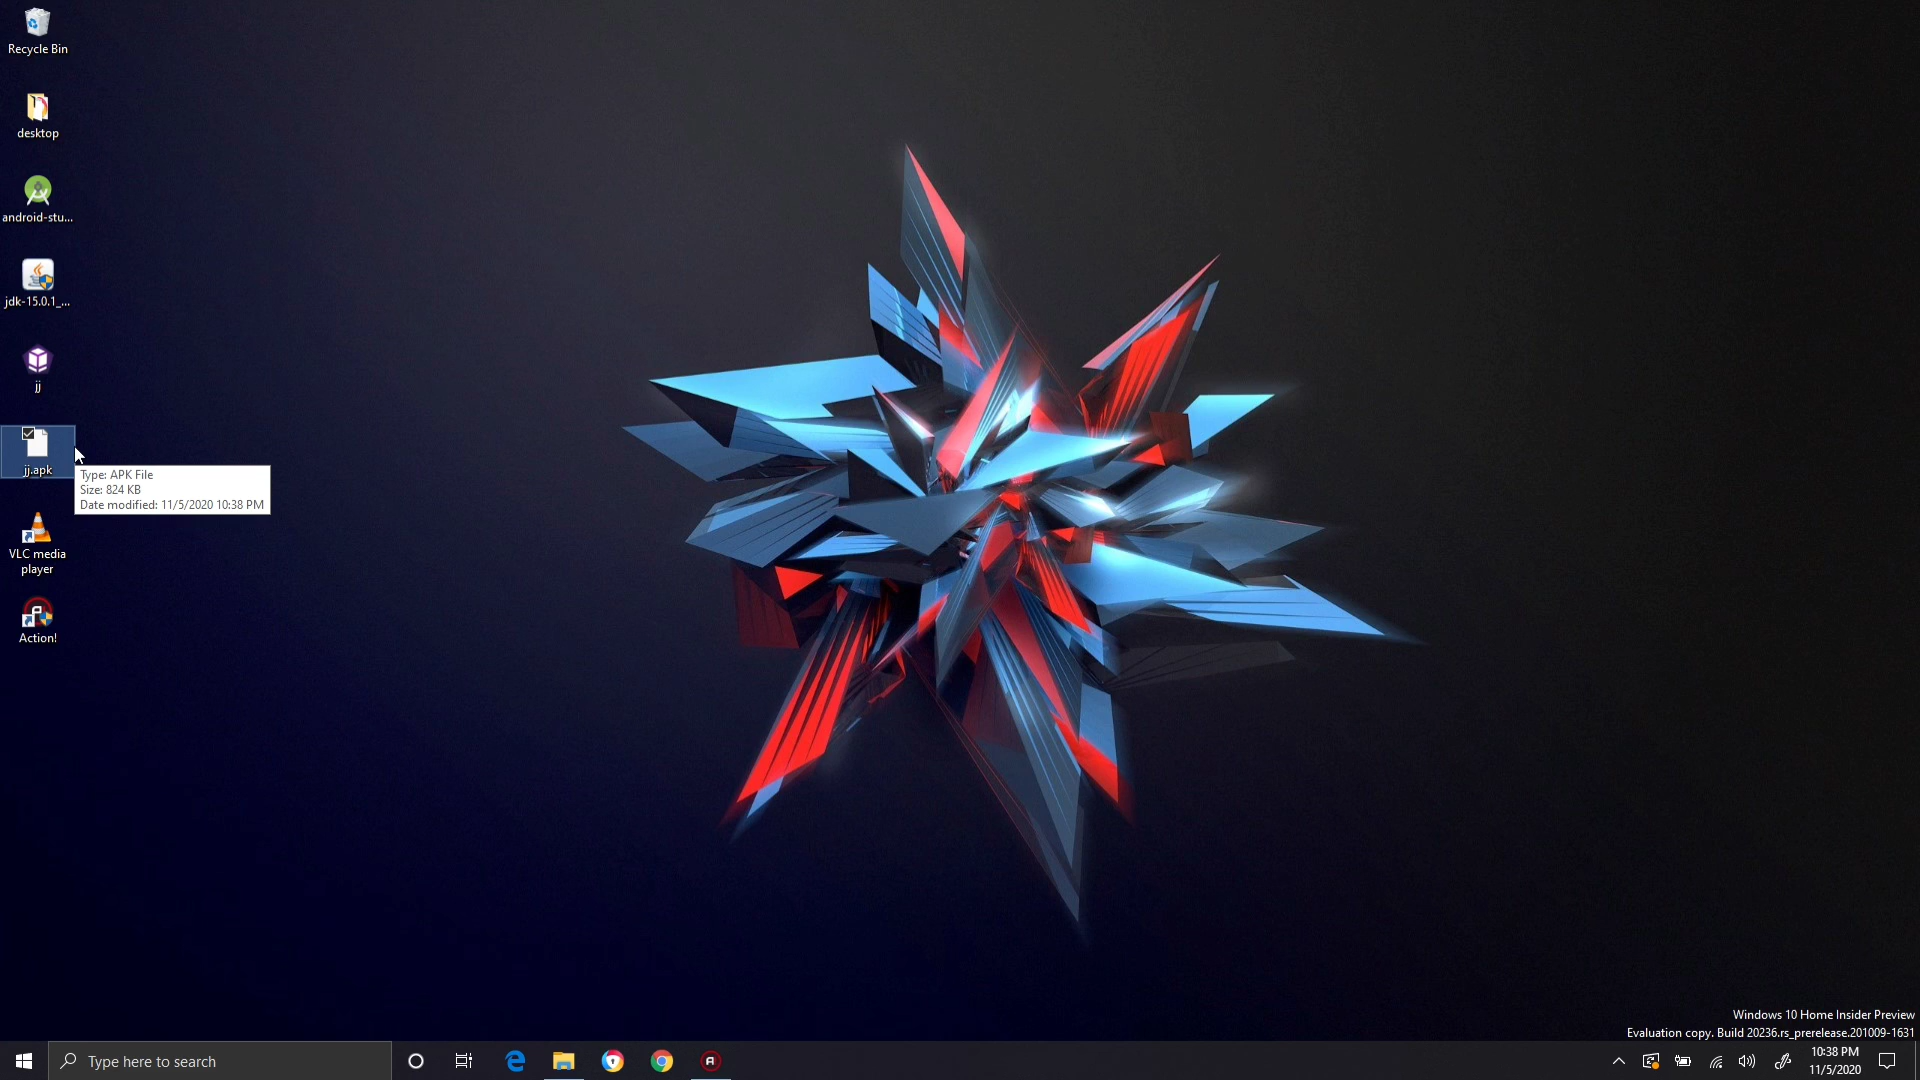 Recycle Bin
desktop
android-stu...
jdk-15.0.1_...
jj
jj.apk
Type: APK File
Size: 824 KB
Date modified: 11/5/2020 10:38 PM
VLC media
player
Action!
Windows 10 Home Insider Preview
Evaluation copy. Build 20236.rs_prerelease.201009-1631
Type here to search
10:38 PM
11/5/2020